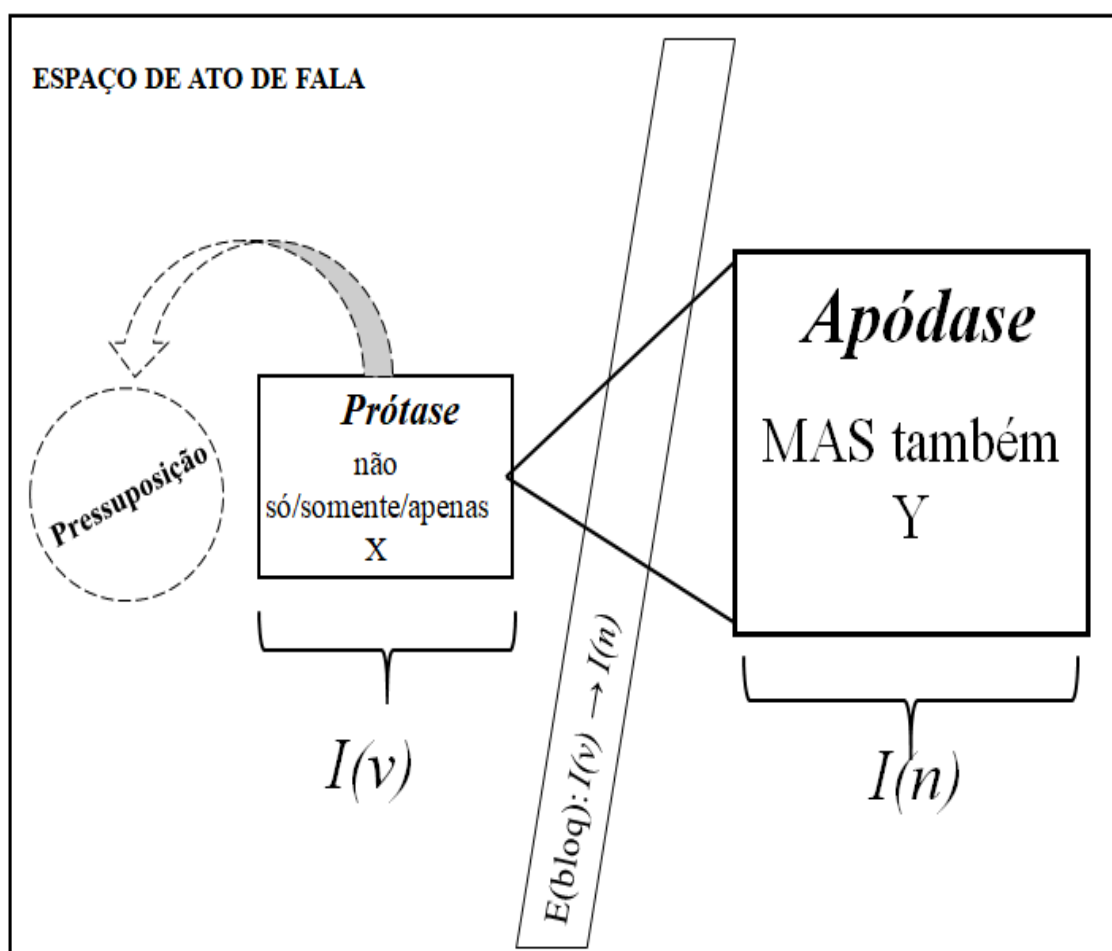 ESPAÇO DE ATO DE FALA
Pressuposição
Prótase
não
só/somente/apenas
X
I(v)
E(bloq): I(v) → I(n)
Apódase
MAS também
Y
I(n)